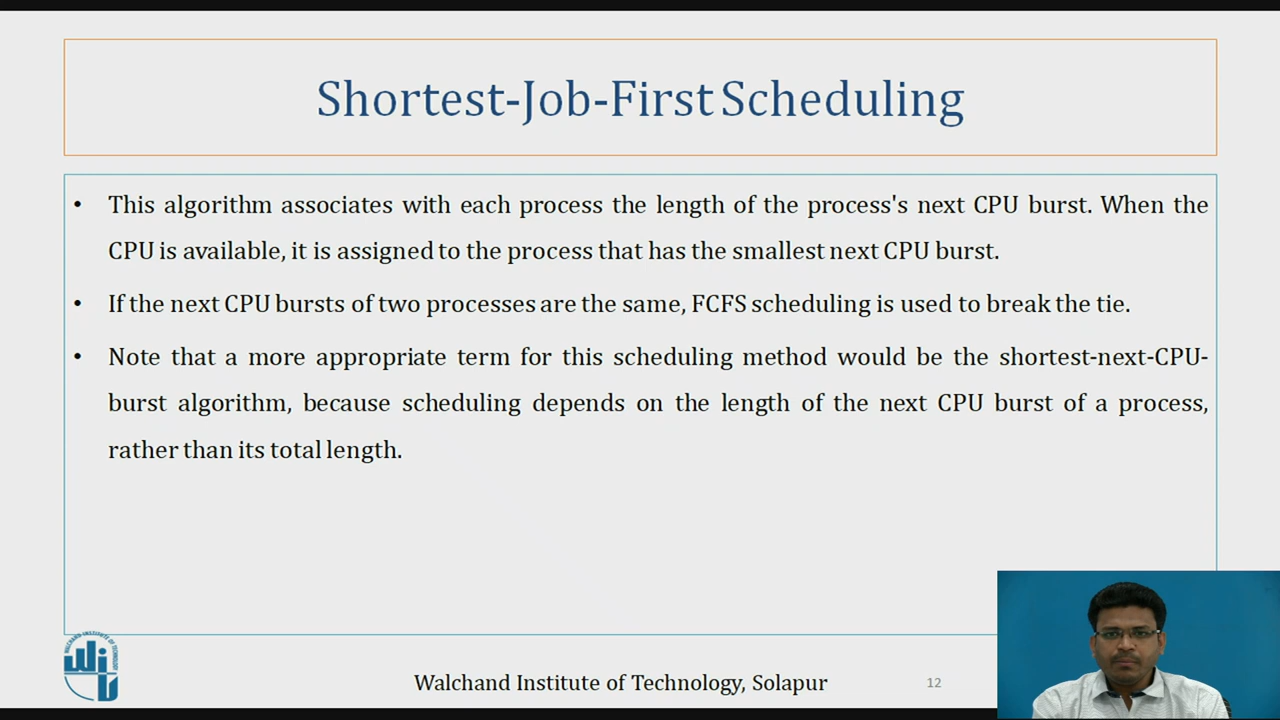 Shortest-Job-First Scheduling
• This algorithm associates with each process the length of the process's next CPU burst. When the
CPU is available, it is assigned to the process that has the smallest next CPU burst.
• If the next CPU bursts of two processes are the same, FCFS scheduling is used to break the tie.
• Note that a more appropriate term for this scheduling method would be the shortest-next-CPU-
burst algorithm, because scheduling depends on the length of the next CPU burst of a process,
rather than its total length.
WALCHAND INSTITUTE OF TECHNOLOGY
Walchand Institute of Technology, Solapur
12